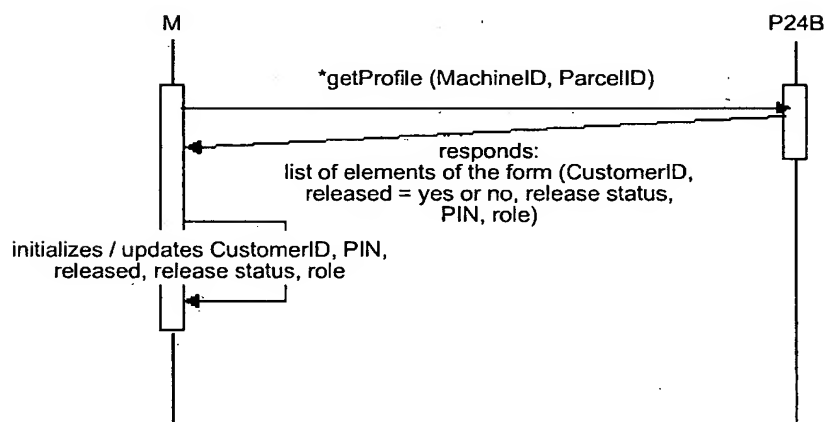 M
P24B
*getProfile (MachineID, ParcelID)
responds:
list of elements of the form (CustomerID,
released = yes or no, release status,
PIN, role)
initializes / updates CustomerID, PIN,
released, release status, role